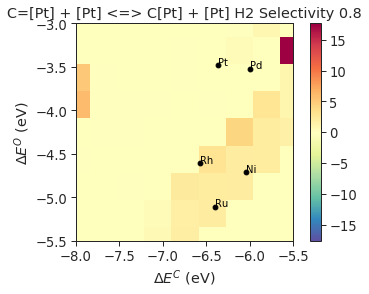 C=[Pt] + [Pt] <=> C[Pt] + [Pt] H2 Selectivity 0.8
−3.0
−3.5
−4.0
−4.5
−5.0
−5.5
ΔE^O (eV)
Pt
Pd
Rh
Ni
Ru
−8.0 −7.5 −7.0 −6.5 −6.0 −5.5
ΔE^C (eV)
15
10
5
0
−5
−10
−15